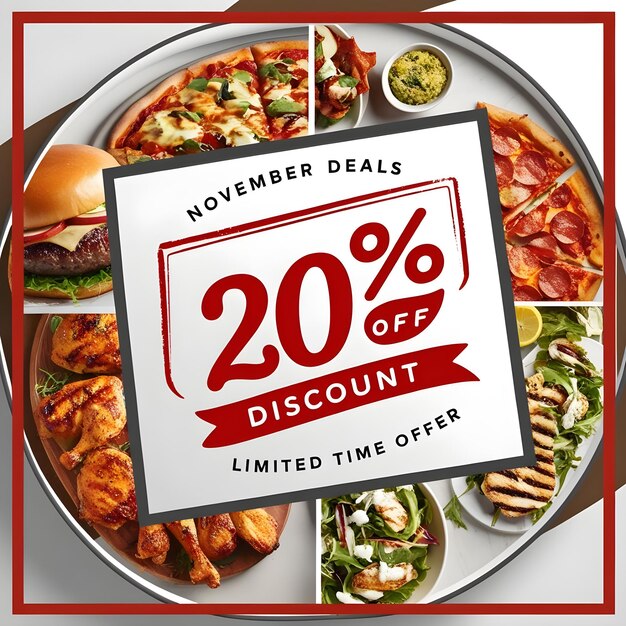 NOVEMBER DEALS
20%
OFF
DISCOUNT
LIMITED TIME OFFER